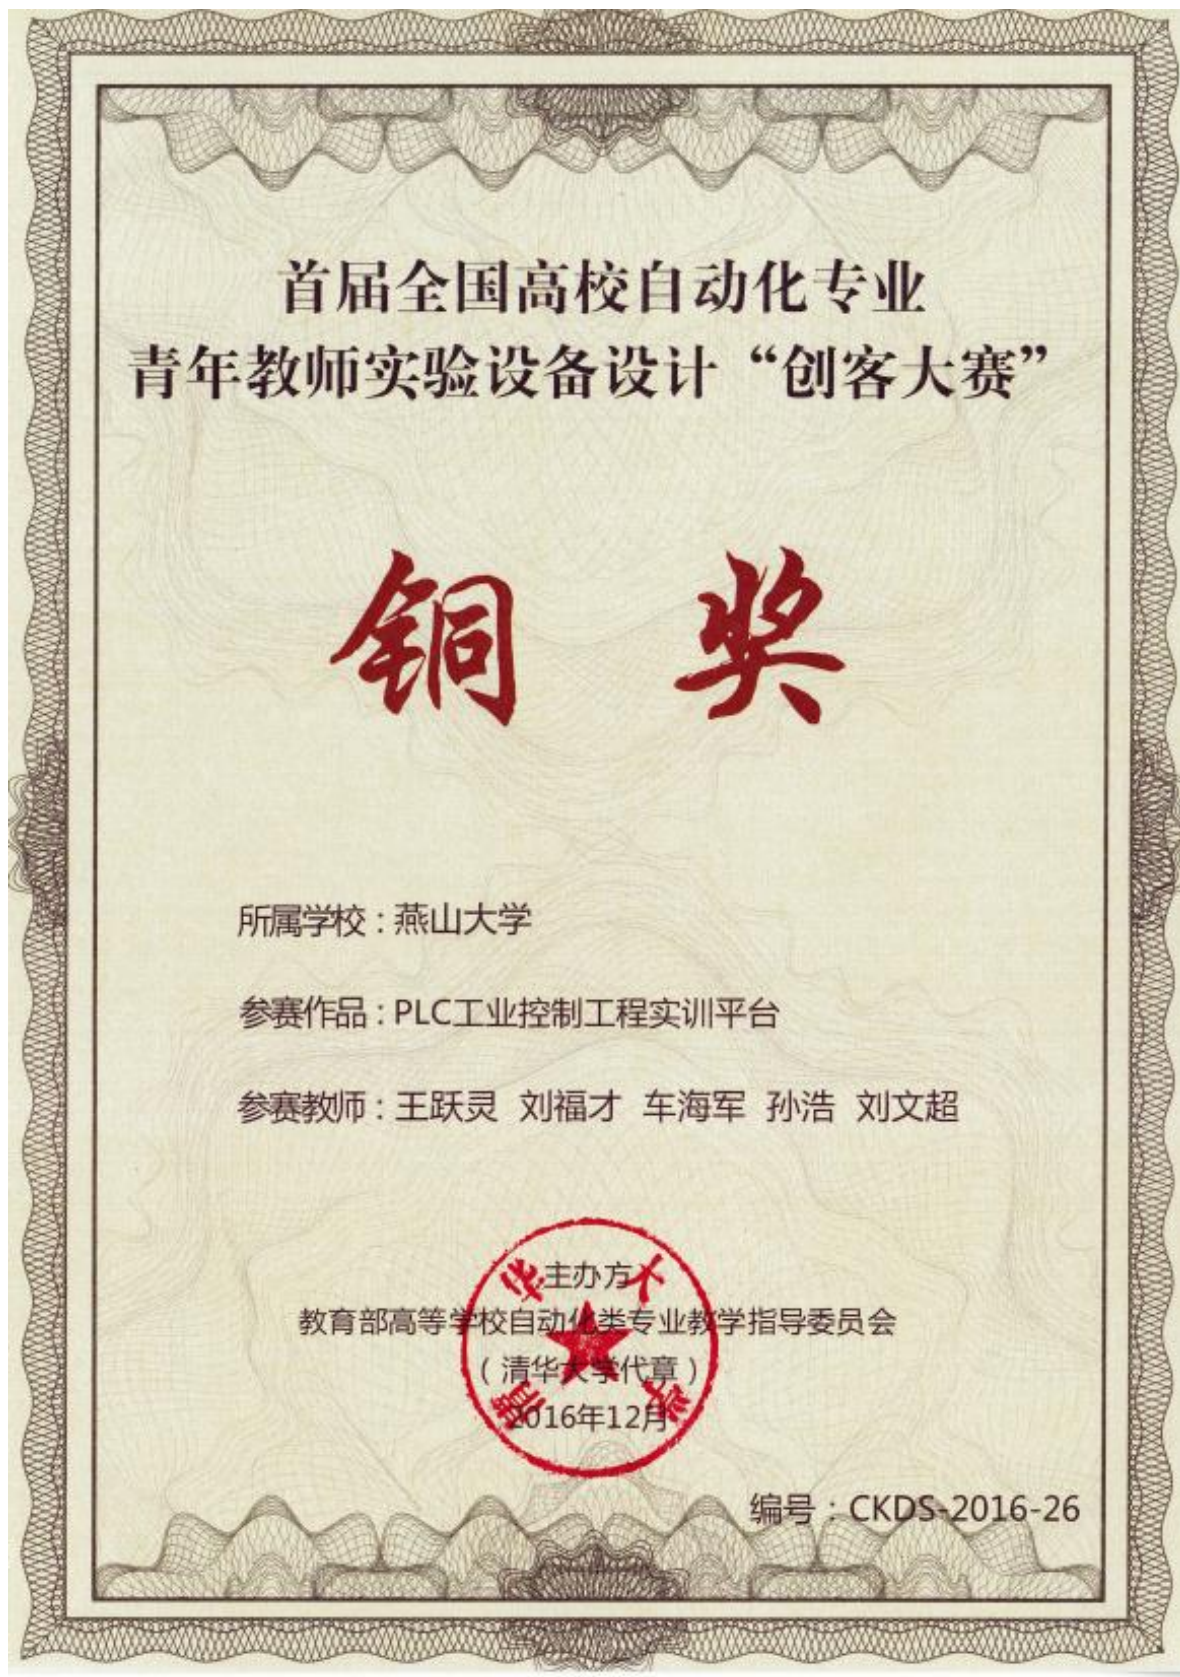 首届全国高校自动化专业
青年教师实验设备设计“创客大赛”
铜 奖
所属学校：燕山大学
参赛作品：PLC工业控制工程实训平台
参赛教师：王跃灵 刘福才 车海军 孙浩 刘文超
主办方
教育部高等学校自动化类专业教学指导委员会
（清华大学代章）
2016年12月
清华大学
编号：CKDS-2016-26